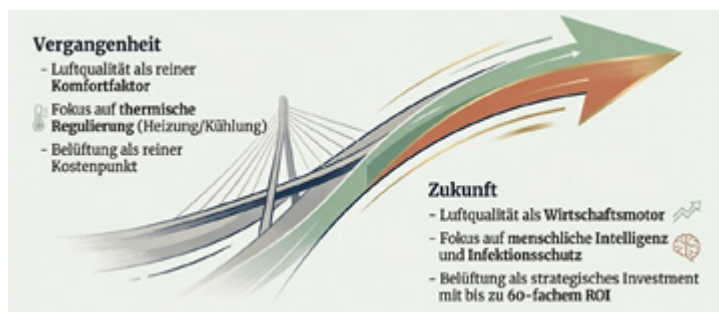 Vergangenheit
- Luftqualität als reiner
Komfortfaktor
- Fokus auf thermische
Regulierung (Heizung/Kühlung)
- Belüftung als reiner
Kostenpunkt
Zukunft
- Luftqualität als Wirtschaftsmotor
- Fokus auf menschliche Intelligenz
und Infektionsschutz
- Belüftung als strategisches Investment
mit bis zu 60-fachem ROI